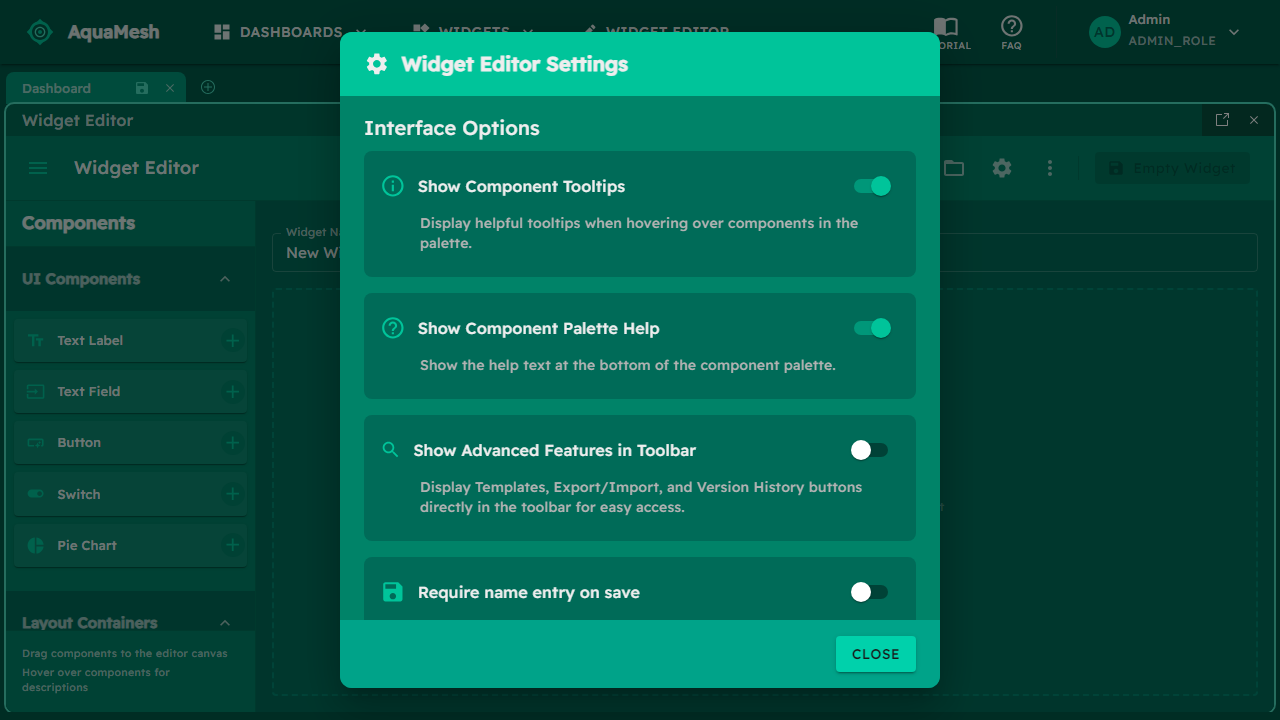 AquaMesh
DASHBOARDS
WIDGETS
WIDGET EDITOR
FAQ
AD
Admin
ADMIN_ROLE
Dashboard
Widget Editor
Widget Editor
Empty Widget
Components
UI Components
Text Label
Text Field
Button
Switch
Pie Chart
Layout Containers
Drag components to the editor canvas
Hover over components for
descriptions
Widget Editor Settings
Interface Options
Show Component Tooltips
Display helpful tooltips when hovering over components in the
palette.
Show Component Palette Help
Show the help text at the bottom of the component palette.
Show Advanced Features in Toolbar
Display Templates, Export/Import, and Version History buttons
directly in the toolbar for easy access.
Require name entry on save
CLOSE